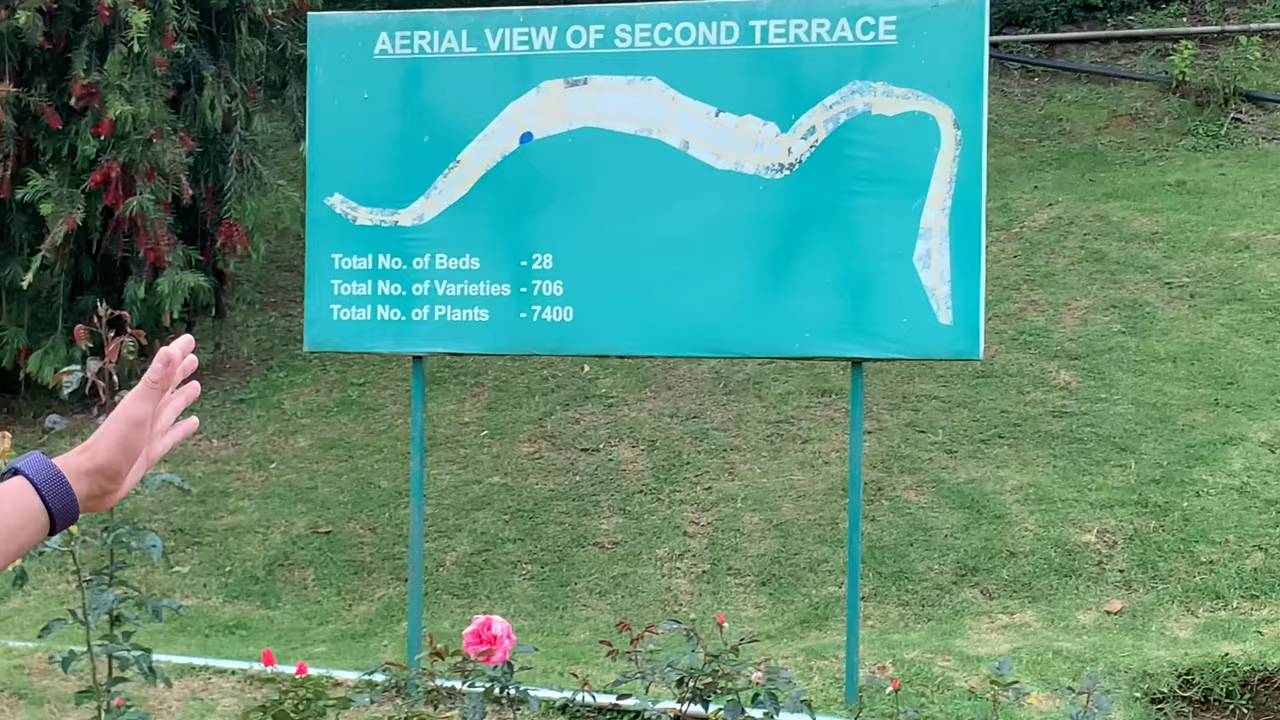 AERIAL VIEW OF SECOND TERRACE
Total No. of Beds - 28
Total No. of Varieties - 706
Total No. of Plants - 7400